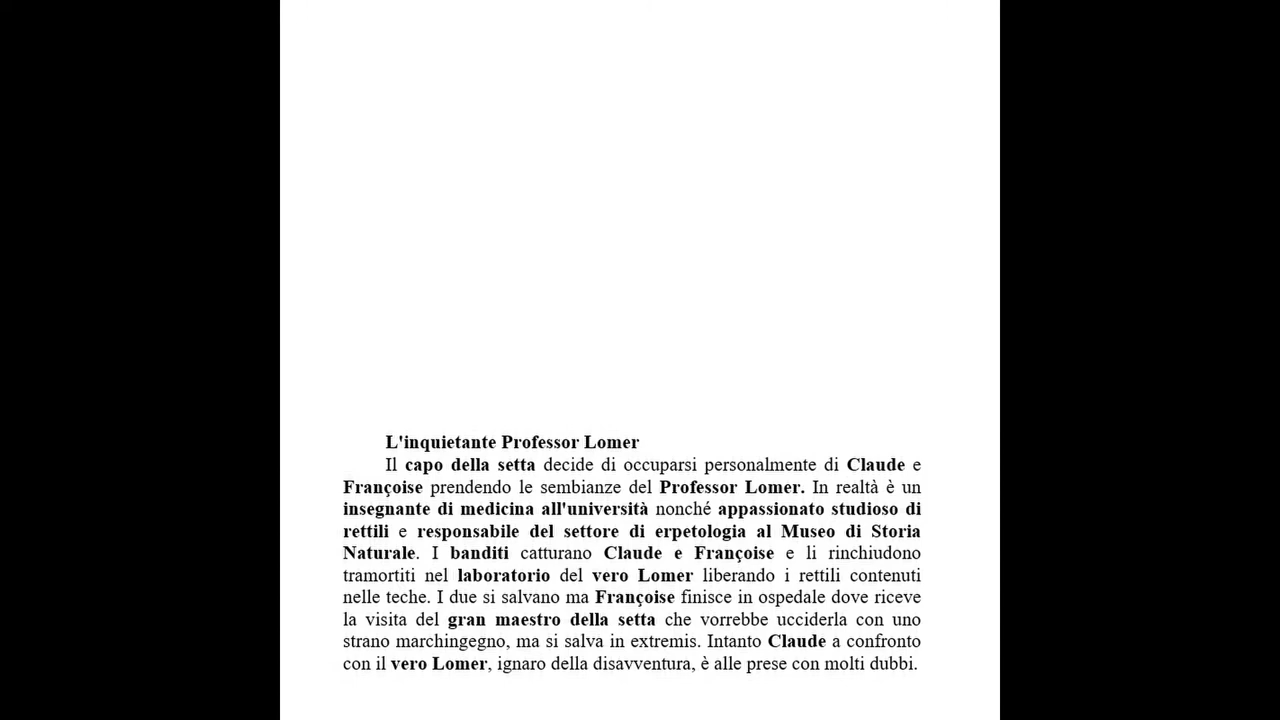 L'inquietante Professor Lomer
Il capo della setta decide di occuparsi personalmente di Claude e
Françoise prendendo le sembianze del Professor Lomer. In realtà è un
insegnante di medicina all'università nonché appassionato studioso di
rettili e responsabile del settore di erpetologia al Museo di Storia
Naturale. I banditi catturano Claude e Françoise e li rinchiudono
tramortiti nel laboratorio del vero Lomer liberando i rettili contenuti
nelle teche. I due si salvano ma Françoise finisce in ospedale dove riceve
la visita del gran maestro della setta che vorrebbe ucciderla con uno
strano marchingegno, ma si salva in extremis. Intanto Claude a confronto
con il vero Lomer, ignaro della disavventura, è alle prese con molti dubbi.